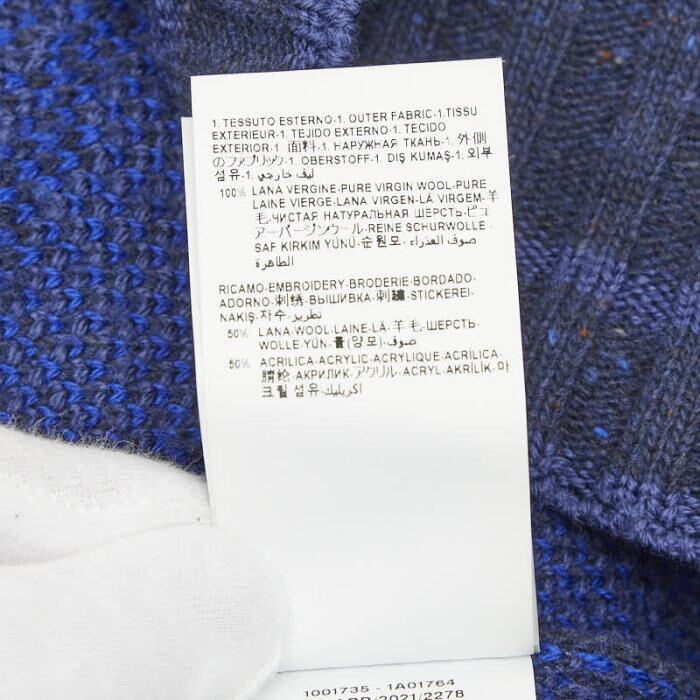 1. TESSUTO ESTERNO-1. OUTER FABRIC-1.TISSU
EXTERIEUR-1.TEJIDO EXTERNO-1.TECIDO
EXTERIOR-1. 面料-1. НАРУЖНАЯ ТКАНЬ-1. 外側
のファブリック-1. OBERSTOFF-1. DIŞ KUMAŞ-1. 외부
섬유-1. ليف خارجي
100% LANA VERGINE-PURE VIRGIN WOOL-PURE
LAINE VIERGE-LANA VIRGEN-LÃ VIRGEM-羊
毛-ЧИСТАЯ НАТУРАЛЬНАЯ ШЕРСТЬ-ピュ
アーバージンウール-REINE SCHURWOLLE-
SAF KIRKIM YÜNÜ-순원모-صوف العذراء
الطاهرة
RICAMO-EMBROIDERY-BRODERIE-BORDADO-
ADORNO-刺绣-ВЫШИВКА-刺繍-STICKEREI-
NAKIŞ-자수-تطريز
50% LANA-WOOL-LAINE-LÃ-羊毛-ШЕРСТЬ-
WOLLE-YÜN-울(양모)-صوف
50% ACRILICA-ACRYLIC-ACRYLIQUE-ACRÍLICA-
腈纶-АКРИЛИК-アクリル-ACRYL-AKRİLİK-아
크릴 섬유-اكريليك
1001735 - 1A01764
/2021/2278